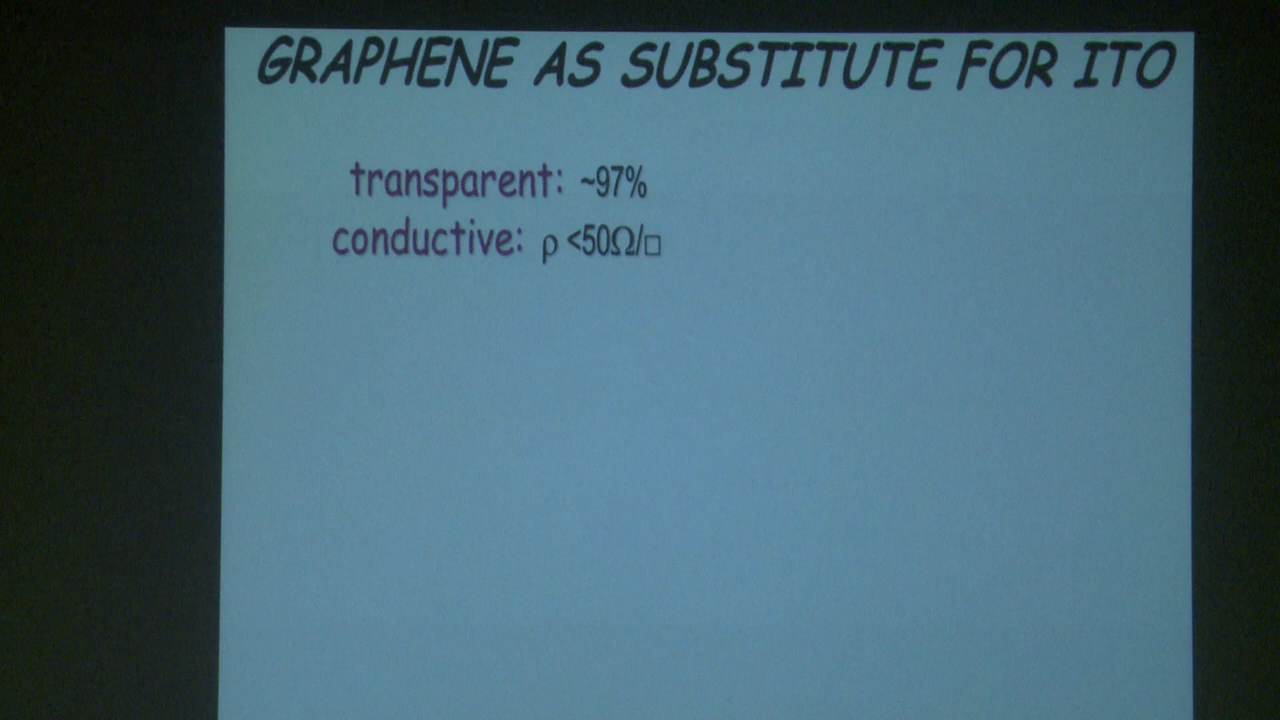 GRAPHENE AS SUBSTITUTE FOR ITO
transparent: ~97%
conductive: ρ <50Ω/□